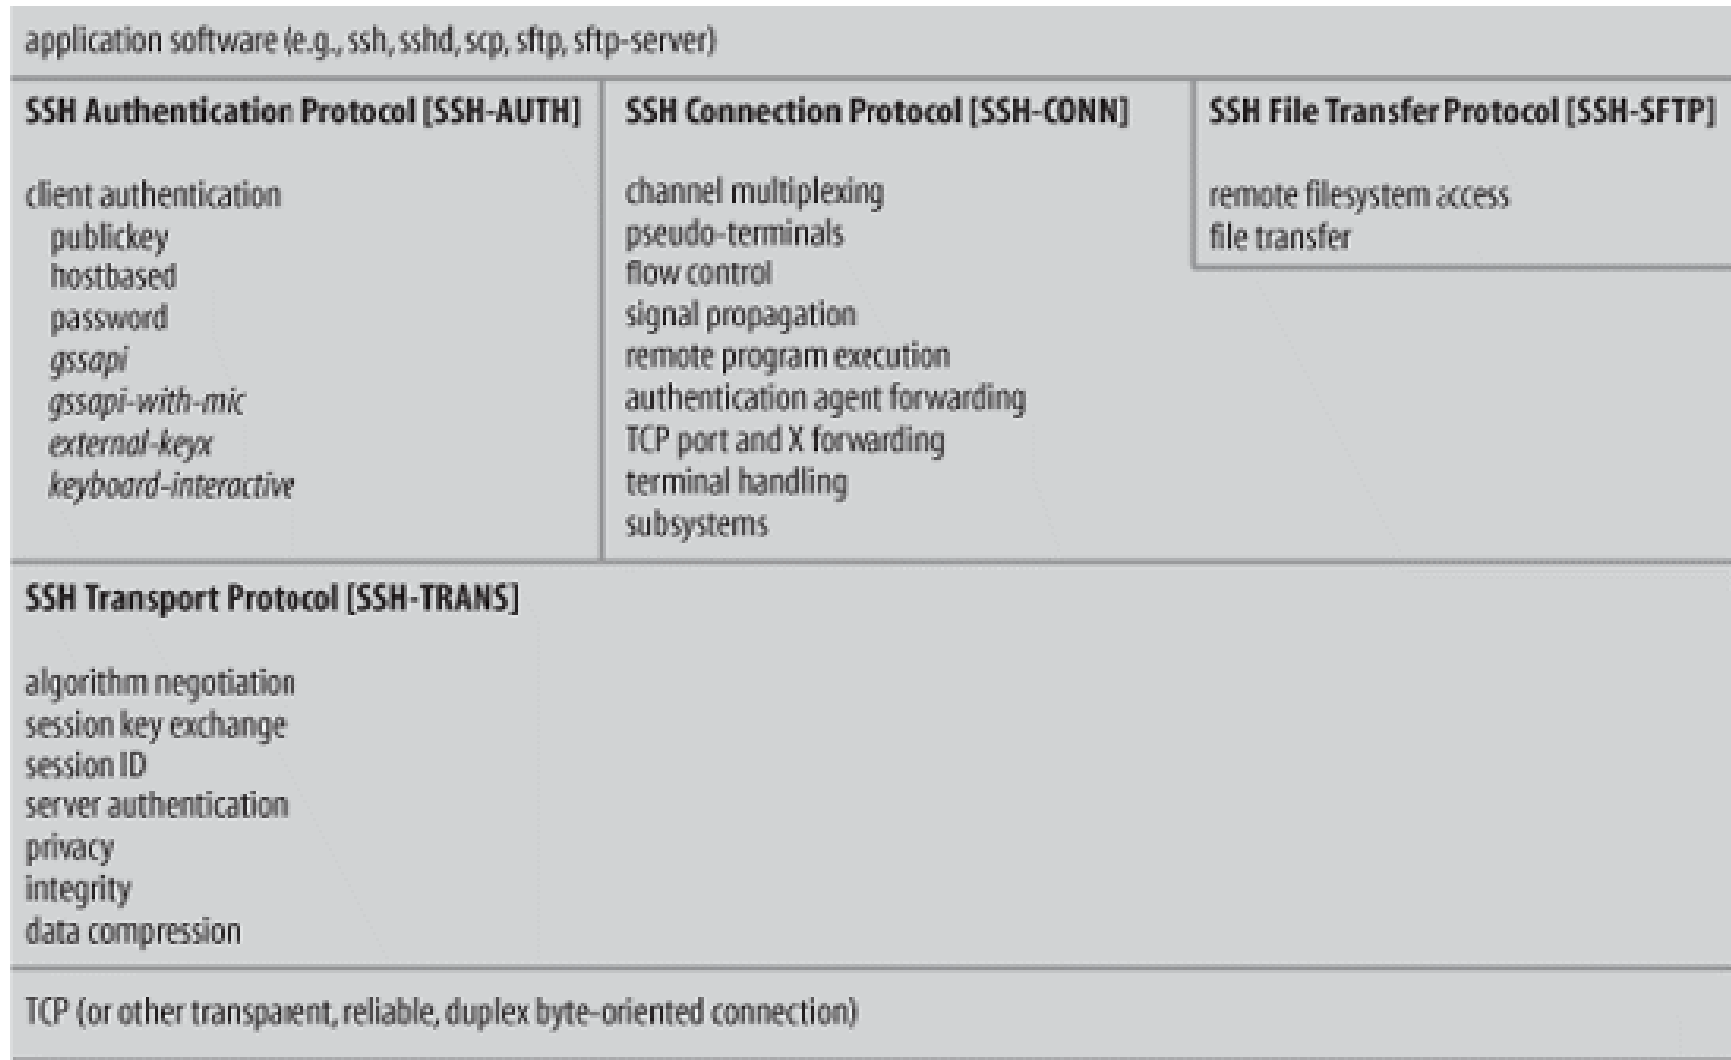 application software (e.g., ssh, sshd, scp, sftp, sftp-server)
SSH Authentication Protocol [SSH-AUTH]
client authentication
publickey
hostbased
password
gssapi
gssapi-with-mic
external-keyx
keyboard-interactive
SSH Connection Protocol [SSH-CONN]
channel multiplexing
pseudo-terminals
flow control
signal propagation
remote program execution
authentication agent forwarding
TCP port and X forwarding
terminal handling
subsystems
SSH File Transfer Protocol [SSH-SFTP]
remote filesystem access
file transfer
SSH Transport Protocol [SSH-TRANS]
algorithm negotiation
session key exchange
session ID
server authentication
privacy
integrity
data compression
TCP (or other transparent, reliable, duplex byte-oriented connection)